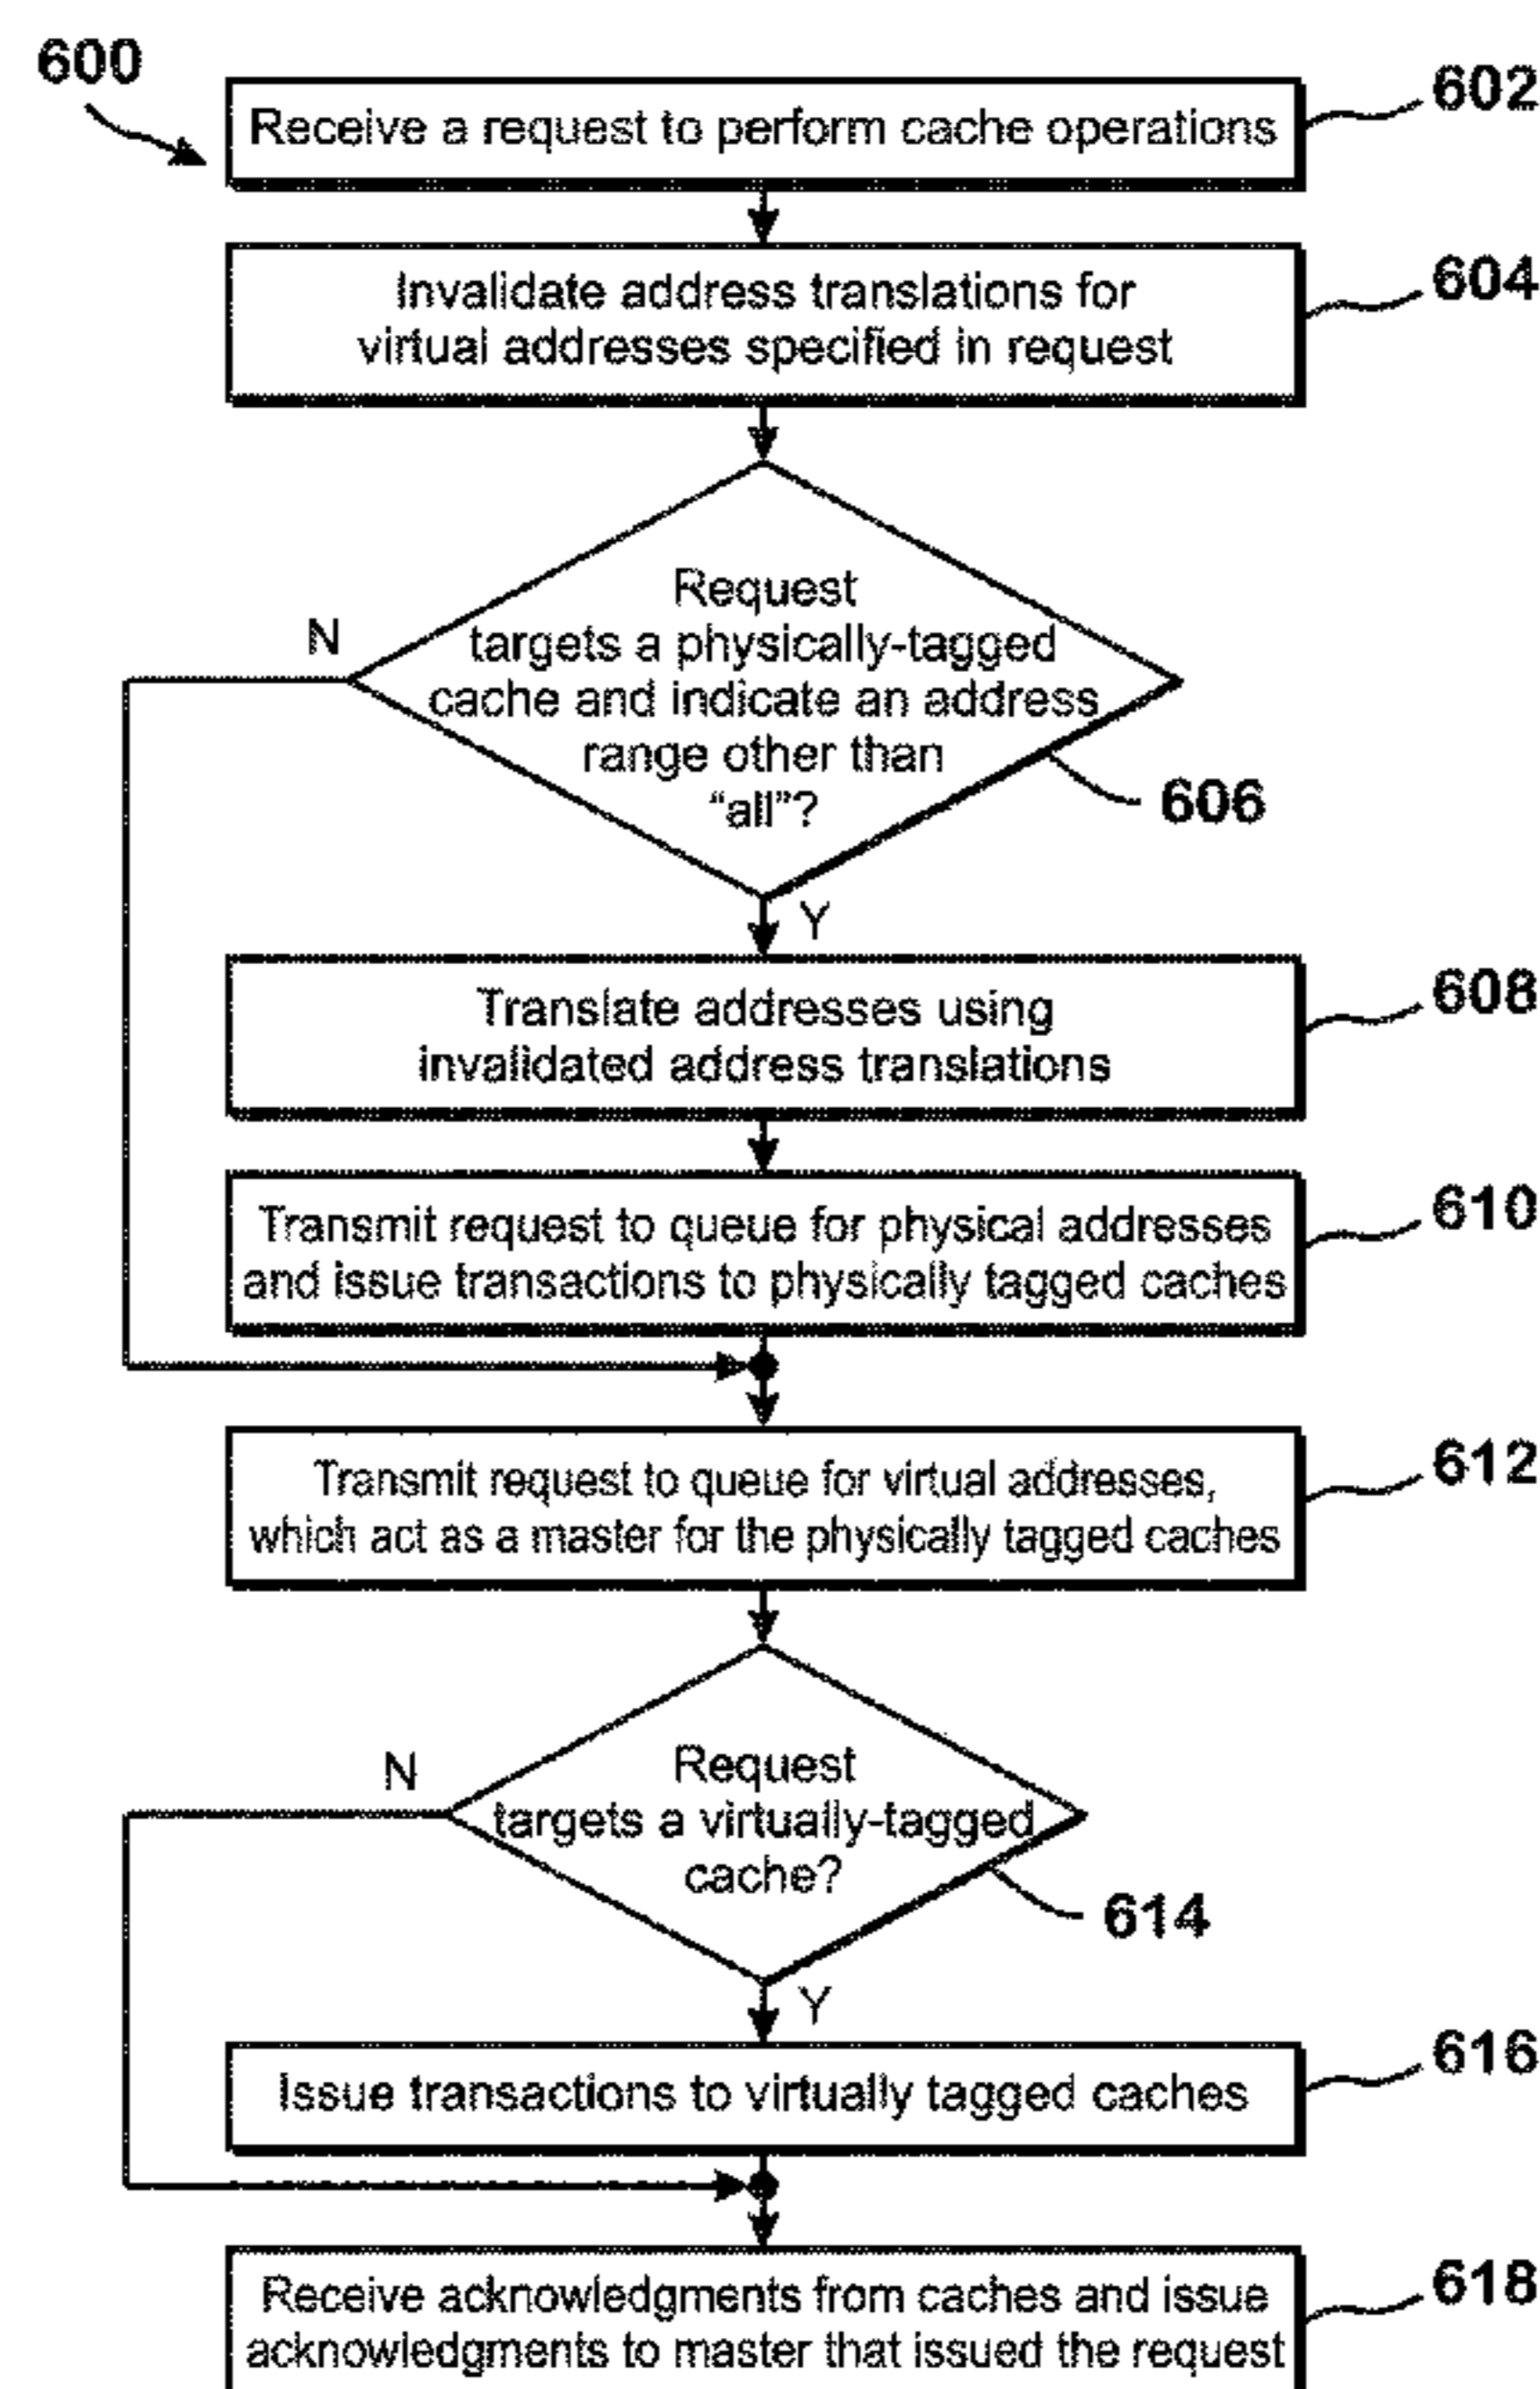 600
Receive a request to perform cache operations
602
Invalidate address translations for
virtual addresses specified in request
604
Request
targets a physically-tagged
cache and indicate an address
range other than
“all”?
N
606
Y
Translate addresses using
invalidated address translations
608
Transmit request to queue for physical addresses
and issue transactions to physically tagged caches
610
Transmit request to queue for virtual addresses,
which act as a master for the physically tagged caches
612
Request
targets a virtually-tagged
cache?
N
614
Y
Issue transactions to virtually tagged caches
616
Receive acknowledgments from caches and issue
acknowledgments to master that issued the request
618